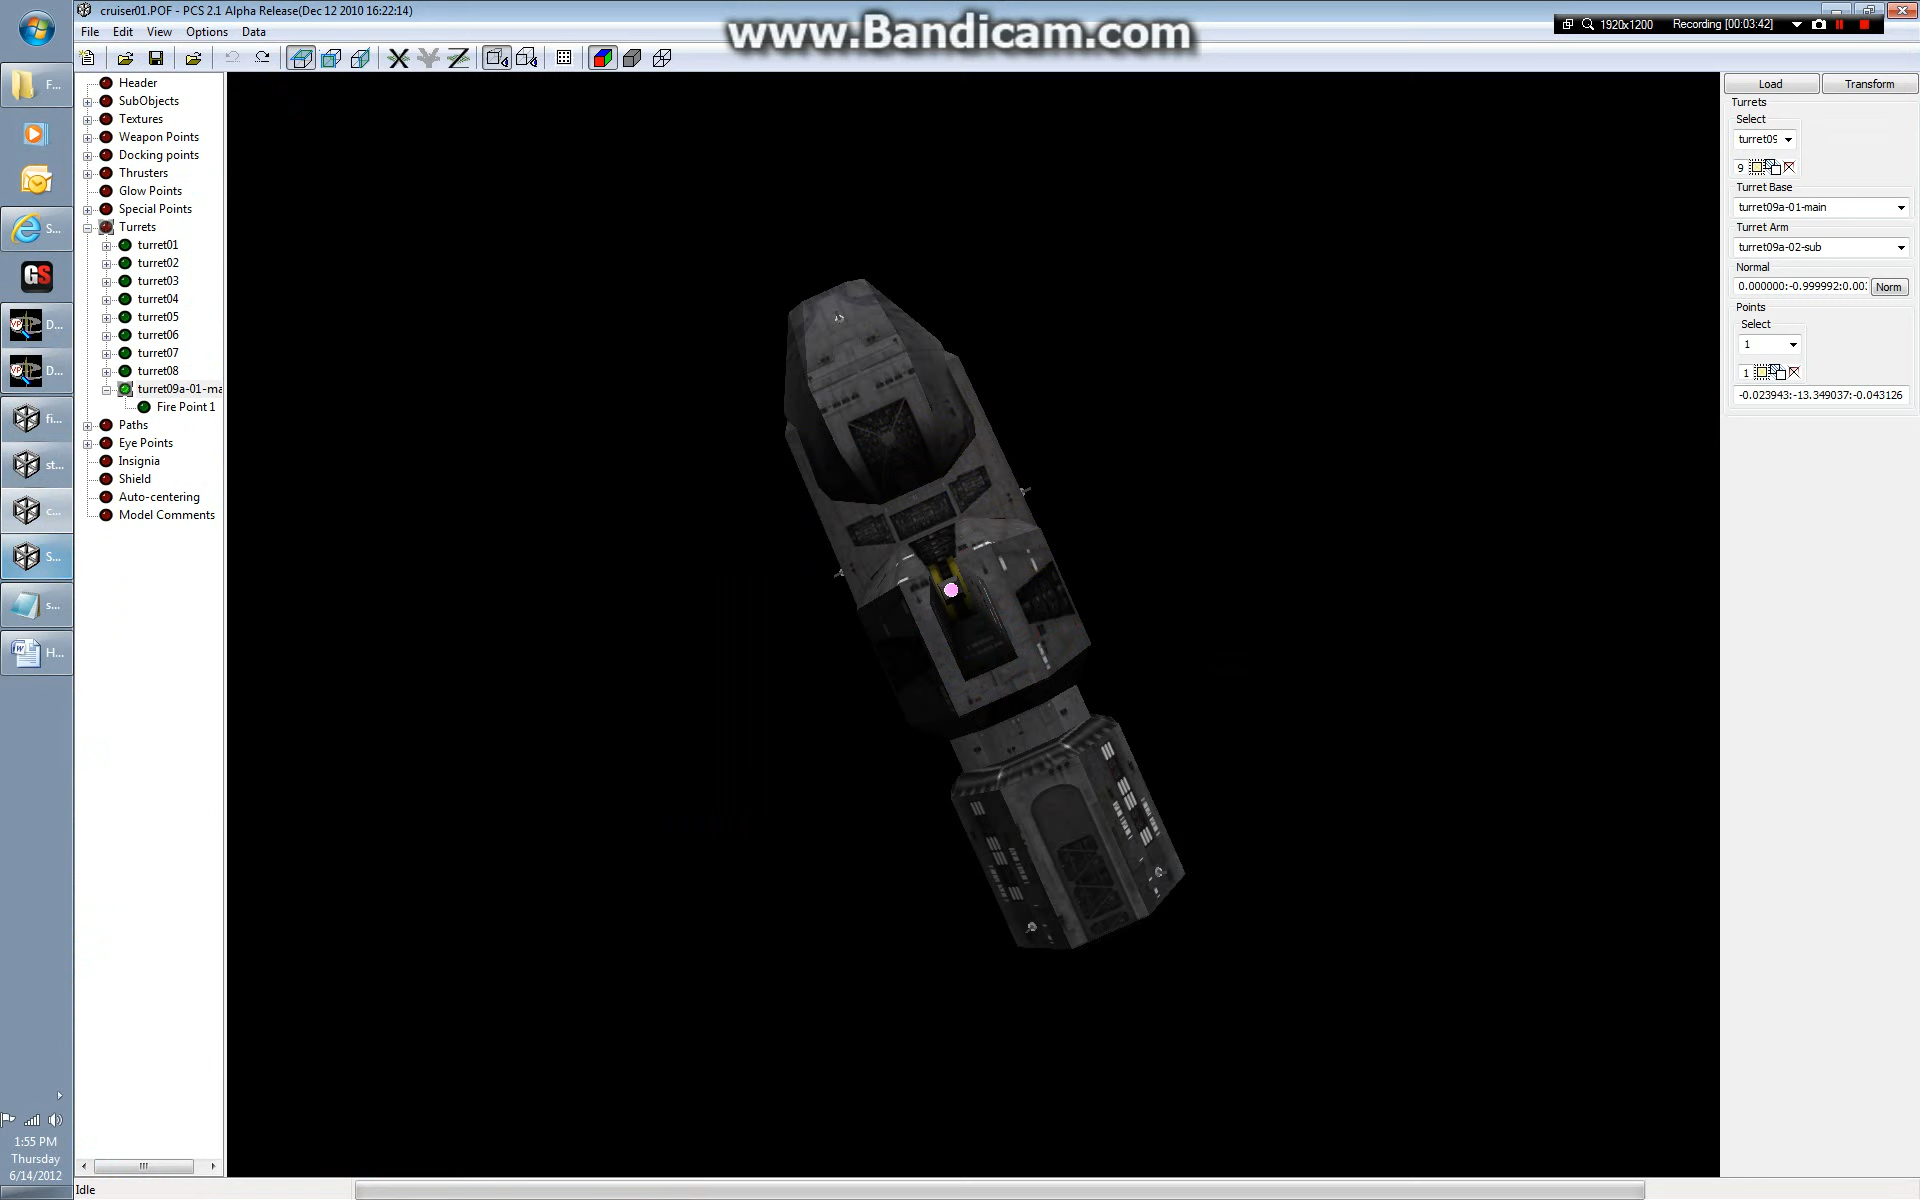 cruiser01.POF - PCS 2.1 Alpha Release(Dec 12 2010 16:22:14)
www.Bandicam.com
1920x1200 Recording [00:03:42]
File Edit View Options Data
F...
S...
GS
VP D...
VP D...
fi...
st...
c...
S...
s...
H...
1:55 PM
Thursday
6/14/2012
Header
SubObjects
Textures
Weapon Points
Docking points
Thrusters
Glow Points
Special Points
Turrets
turret01
turret02
turret03
turret04
turret05
turret06
turret07
turret08
turret09a-01-ma
Fire Point 1
Paths
Eye Points
Insignia
Shield
Auto-centering
Model Comments
Load Transform
Turrets
Select
turret09
9
Turret Base
turret09a-01-main
Turret Arm
turret09a-02-sub
Normal
0.000000:-0.999992:0.00 Norm
Points
Select
1
1
-0.023943:-13.349037:-0.043126
Idle